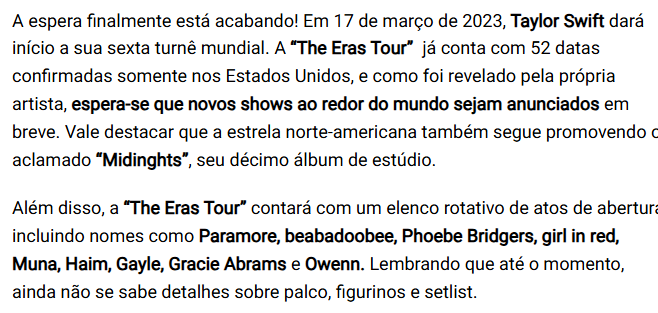 A espera finalmente está acabando! Em 17 de março de 2023, Taylor Swift dará
início a sua sexta turnê mundial. A “The Eras Tour” já conta com 52 datas
confirmadas somente nos Estados Unidos, e como foi revelado pela própria
artista, espera-se que novos shows ao redor do mundo sejam anunciados em
breve. Vale destacar que a estrela norte-americana também segue promovendo o
aclamado “Midinghts”, seu décimo álbum de estúdio.
Além disso, a “The Eras Tour” contará com um elenco rotativo de atos de abertura
incluindo nomes como Paramore, beabadoobee, Phoebe Bridgers, girl in red,
Muna, Haim, Gayle, Gracie Abrams e Owenn. Lembrando que até o momento,
ainda não se sabe detalhes sobre palco, figurinos e setlist.